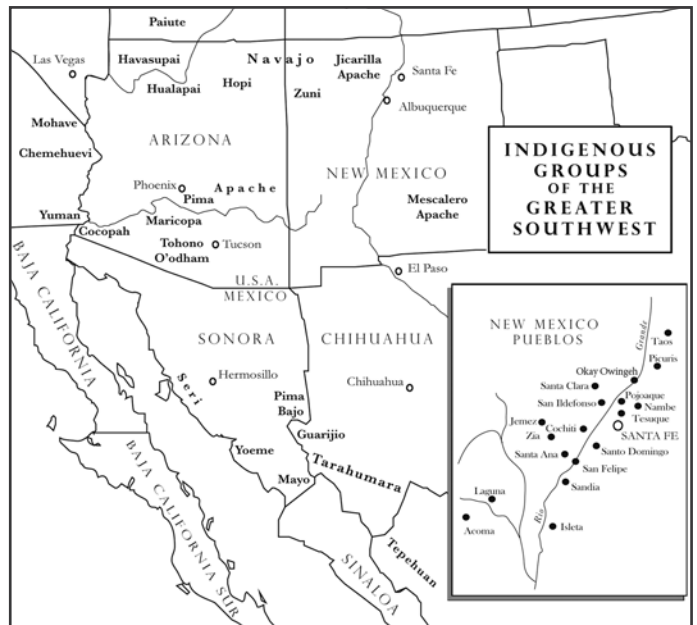 Paiute
Las Vegas
Havasupai
Navajo
Jicarilla
Apache
Hualapai
Hopi
Zuni
Santa Fe
Albuquerque
Mohave
Chemehuevi
ARIZONA
NEW MEXICO
INDIGENOUS
GROUPS
OF THE
GREATER
SOUTHWEST
Phoenix
Pima
Apache
Mescalero
Apache
Yuman
Cocopah
Maricopa
Tohono
O'odham
Tucson
El Paso
U.S.A.
MEXICO
BAJA CALIFORNIA
SONORA
CHIHUAHUA
Seri
Hermosillo
Chihuahua
Pima
Bajo
Guarijio
Yoeme
Tarahumara
Mayo
BAJA CALIFORNIA SUR
SINALOA
Tepehuan
NEW MEXICO
PUEBLOS
Grande
Taos
Picuris
Okay Owingeh
Santa Clara
Pojoaque
San Ildefonso
Nambe
Tesuque
Jemez
Cochiti
SANTA FE
Zia
Santo Domingo
Santa Ana
San Felipe
Sandia
Laguna
Rio
Acoma
Isleta